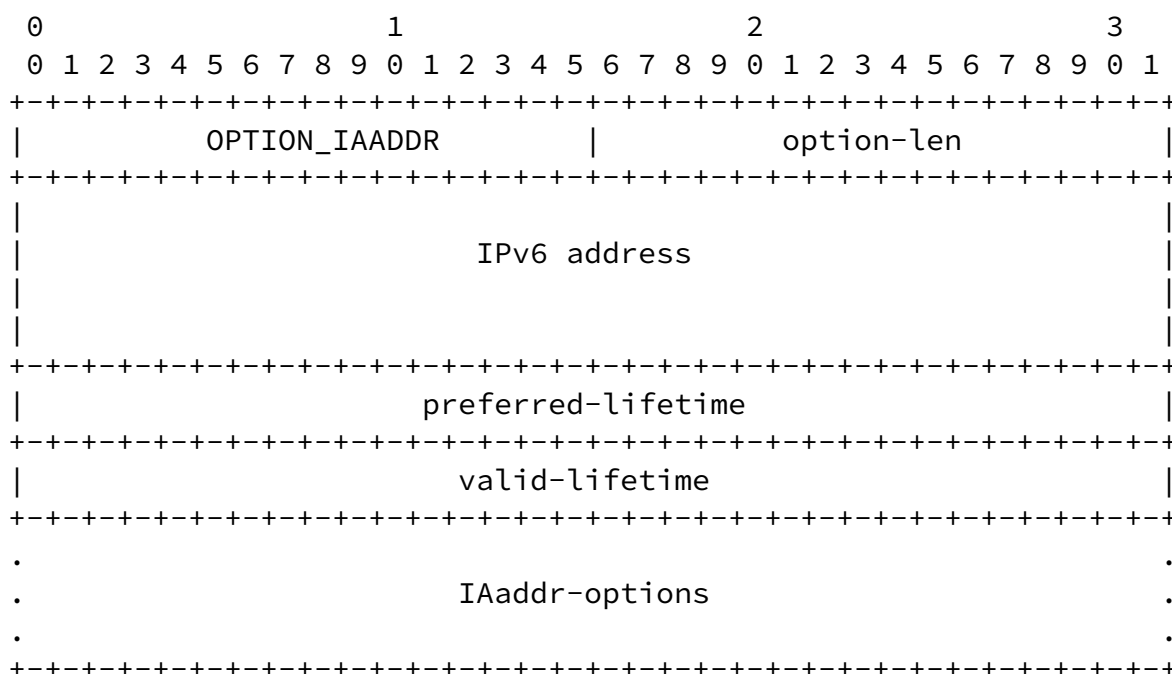 0                   1                   2                   3
0 1 2 3 4 5 6 7 8 9 0 1 2 3 4 5 6 7 8 9 0 1 2 3 4 5 6 7 8 9 0 1
+-+-+-+-+-+-+-+-+-+-+-+-+-+-+-+-+-+-+-+-+-+-+-+-+-+-+-+-+-+-+-+-+
|          OPTION_IAADDR        |          option-len           |
+-+-+-+-+-+-+-+-+-+-+-+-+-+-+-+-+-+-+-+-+-+-+-+-+-+-+-+-+-+-+-+-+
|                                                               |
|                         IPv6 address                          |
|                                                               |
|                                                               |
+-+-+-+-+-+-+-+-+-+-+-+-+-+-+-+-+-+-+-+-+-+-+-+-+-+-+-+-+-+-+-+-+
|                      preferred-lifetime                       |
+-+-+-+-+-+-+-+-+-+-+-+-+-+-+-+-+-+-+-+-+-+-+-+-+-+-+-+-+-+-+-+-+
|                        valid-lifetime                         |
+-+-+-+-+-+-+-+-+-+-+-+-+-+-+-+-+-+-+-+-+-+-+-+-+-+-+-+-+-+-+-+-+
.                                                               .
.                        IAaddr-options                         .
.                                                               .
+-+-+-+-+-+-+-+-+-+-+-+-+-+-+-+-+-+-+-+-+-+-+-+-+-+-+-+-+-+-+-+-+